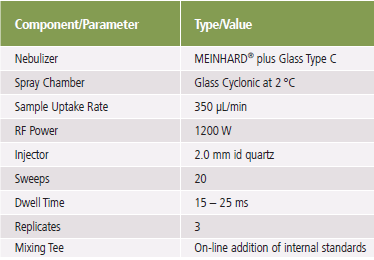 Component/Parameter Type/Value
Nebulizer MEINHARD® plus Glass Type C
Spray Chamber Glass Cyclonic at 2 °C
Sample Uptake Rate 350 µL/min
RF Power 1200 W
Injector 2.0 mm id quartz
Sweeps 20
Dwell Time 15 – 25 ms
Replicates 3
Mixing Tee On-line addition of internal standards